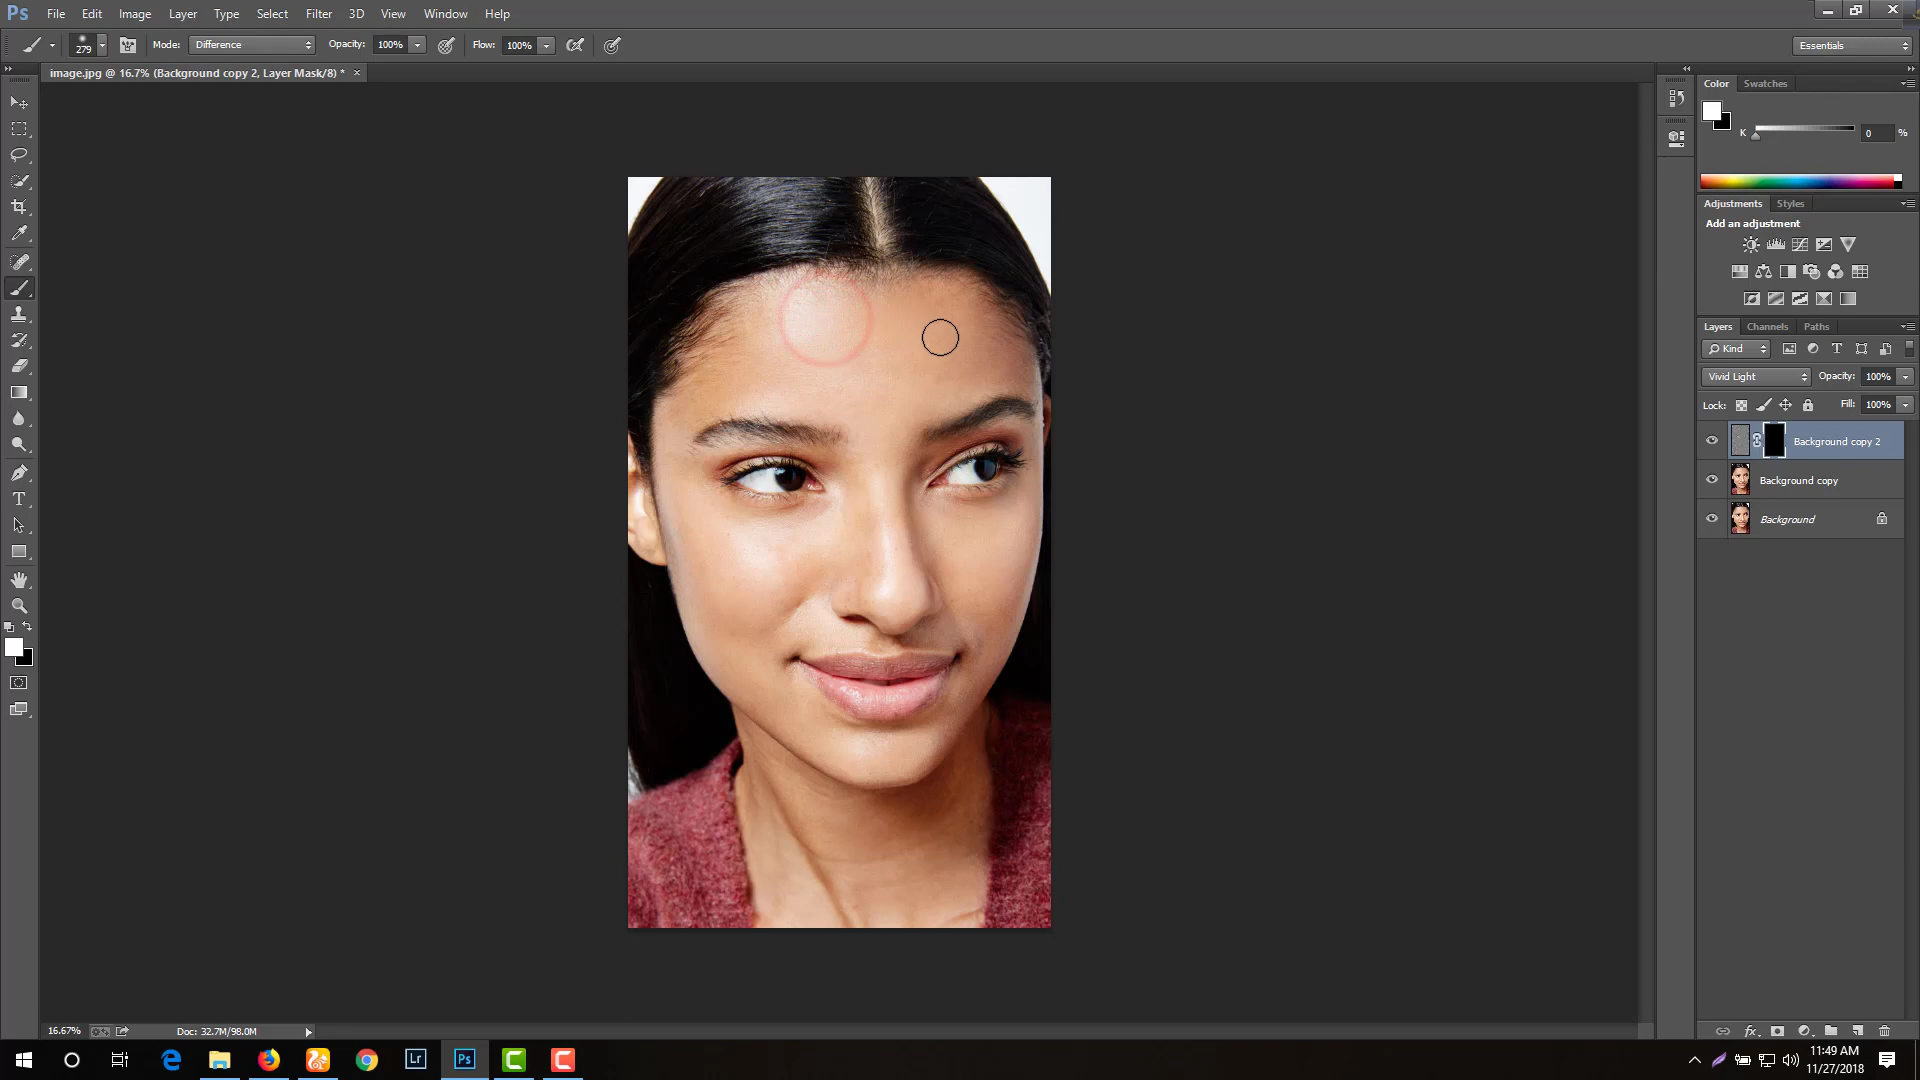 Ps File Edit Image Layer Type Select Filter 3D View Window Help
279 Mode: Difference Opacity: 100% Flow: 100% Essentials
image.jpg @ 16.7% (Background copy 2, Layer Mask/8) * ×
Color Swatches
K 0 %
Adjustments Styles
Add an adjustment
Layers Channels Paths
Kind
Vivid Light Opacity: 100%
Lock: Fill: 100%
Background copy 2
Background copy
Background
16.67% Doc: 32.7M/98.0M
Lr Ps
11:49 AM
11/27/2018